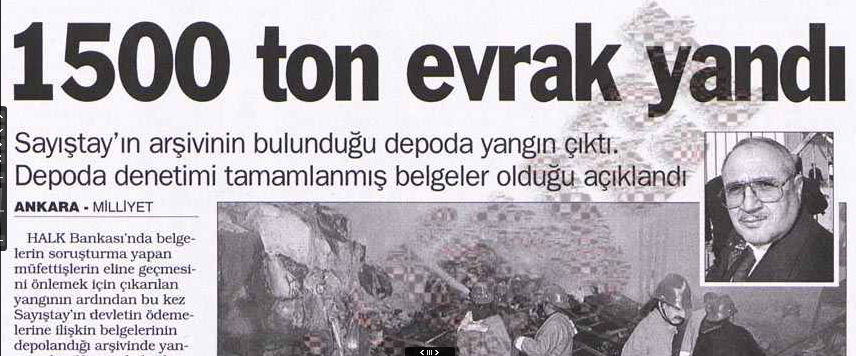 1500 ton evrak yandı
Sayıştay'ın arşivinin bulunduğu depoda yangın çıktı.
Depoda denetimi tamamlanmış belgeler olduğu açıklandı
ANKARA - MİLLİYET
HALK Bankası'nda belge-
lerin soruşturma yapan
müfettişlerin eline geçmesi-
ni önlemek için çıkarılan
yangının ardından bu kez
Sayıştay'ın devletin ödeme-
lerine ilişkin belgelerinin
depolandığı arşivinde yan-